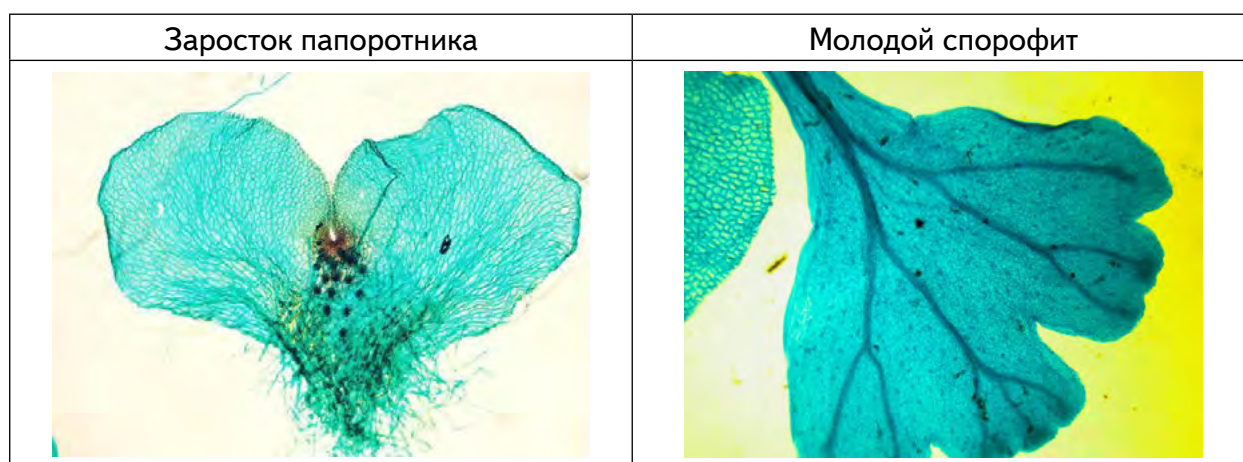 Заросток папоротника
Молодой спорофит